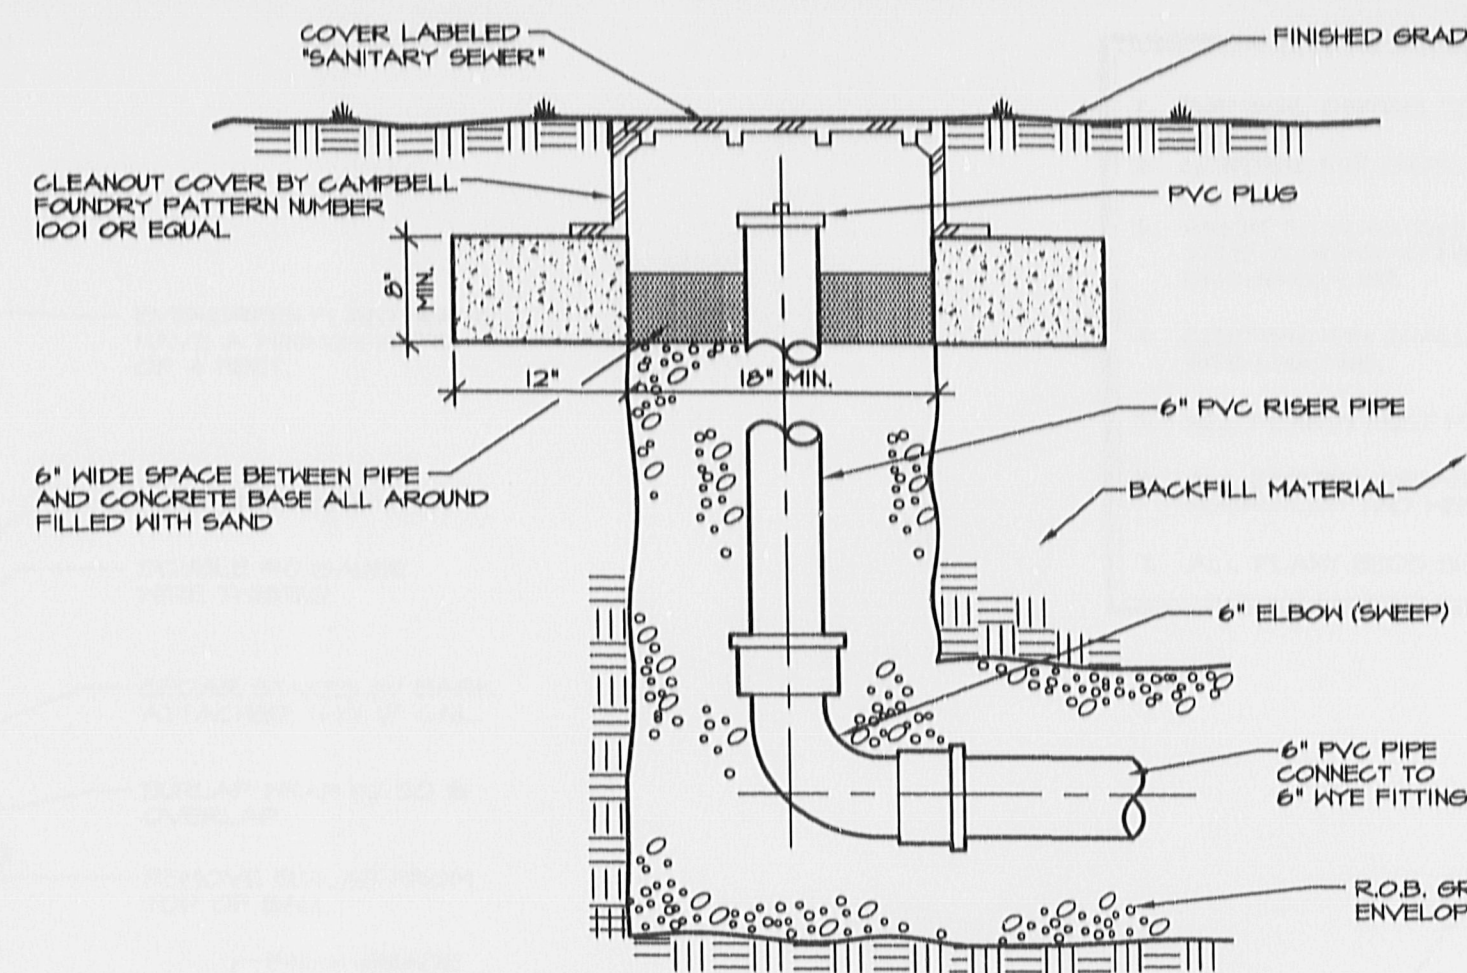 COVER LABELED
"SANITARY SEWER"
FINISHED GRAD
CLEANOUT COVER BY CAMPBELL
FOUNDRY PATTERN NUMBER
1001 OR EQUAL
PVC PLUG
8"
MIN.
12"
18" MIN.
6" PVC RISER PIPE
6" WIDE SPACE BETWEEN PIPE
AND CONCRETE BASE ALL AROUND
FILLED WITH SAND
BACKFILL MATERIAL
6" ELBOW (SWEEP)
6" PVC PIPE
CONNECT TO
6" WYE FITTING
R.O.B. GR
ENVELOP